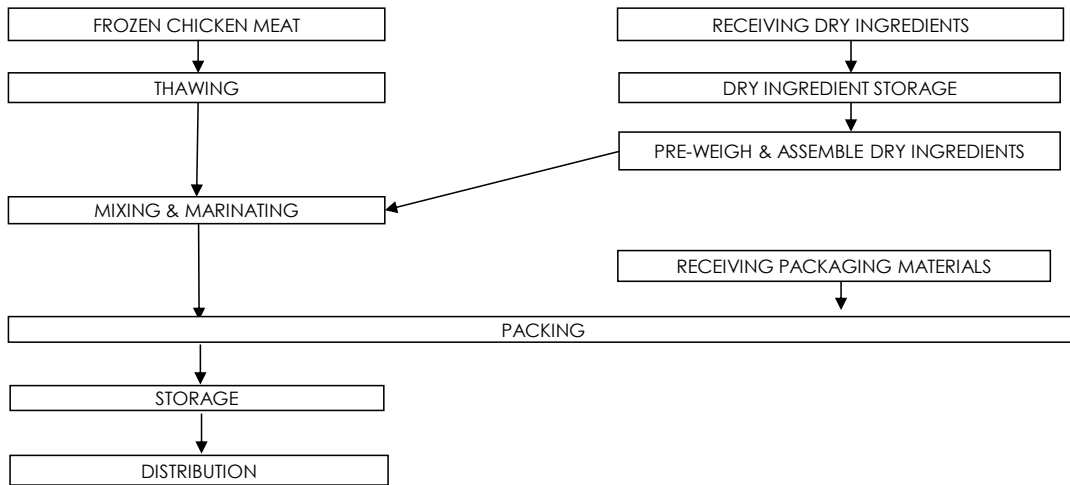 FROZEN CHICKEN MEAT
RECEIVING DRY INGREDIENTS
THAWING
DRY INGREDIENT STORAGE
PRE-WEIGH & ASSEMBLE DRY INGREDIENTS
MIXING & MARINATING
RECEIVING PACKAGING MATERIALS
PACKING
STORAGE
DISTRIBUTION